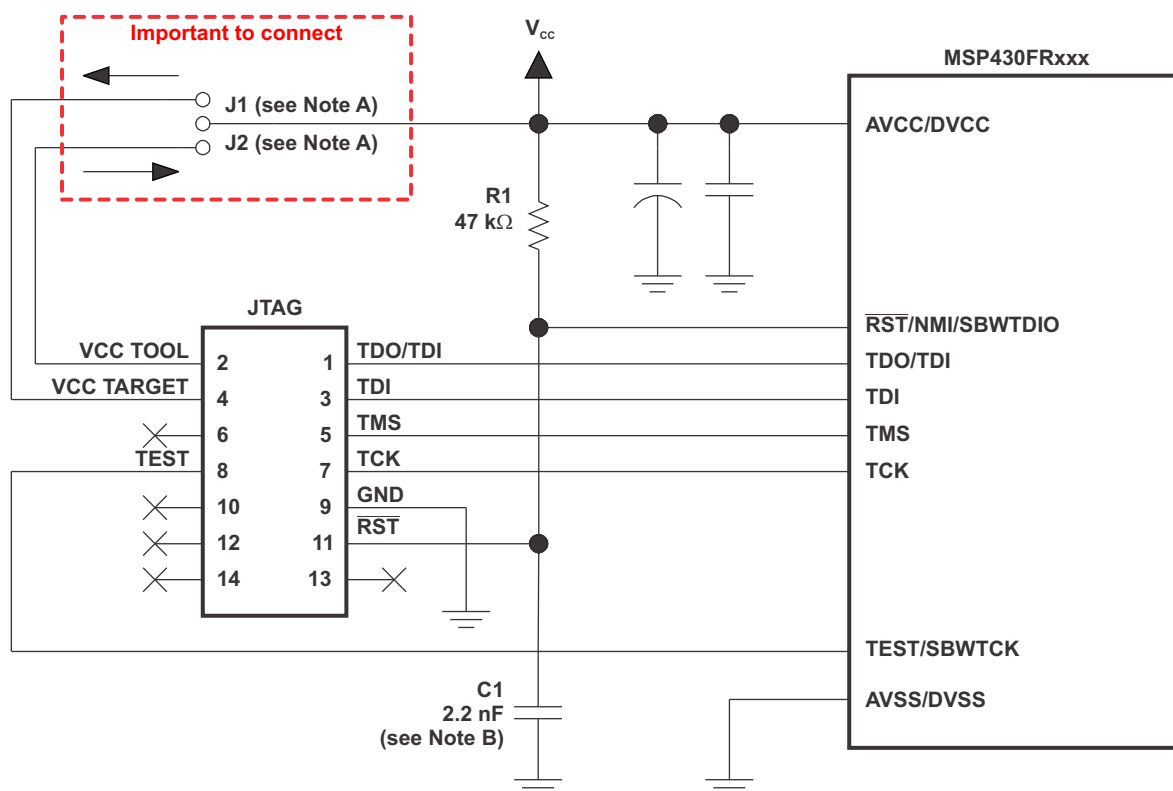 Important to connect
J1 (see Note A)
J2 (see Note A)
Vcc
MSP430FRxxx
AVCC/DVCC
R1
47 kΩ
JTAG
RST/NMI/SBWTDIO
VCC TOOL
2
1
TDO/TDI
TDO/TDI
VCC TARGET
4
3
TDI
TDI
6
5
TMS
TMS
TEST
8
7
TCK
TCK
10
9
GND
12
11
RST
14
13
TEST/SBWTCK
C1
2.2 nF
(see Note B)
AVSS/DVSS